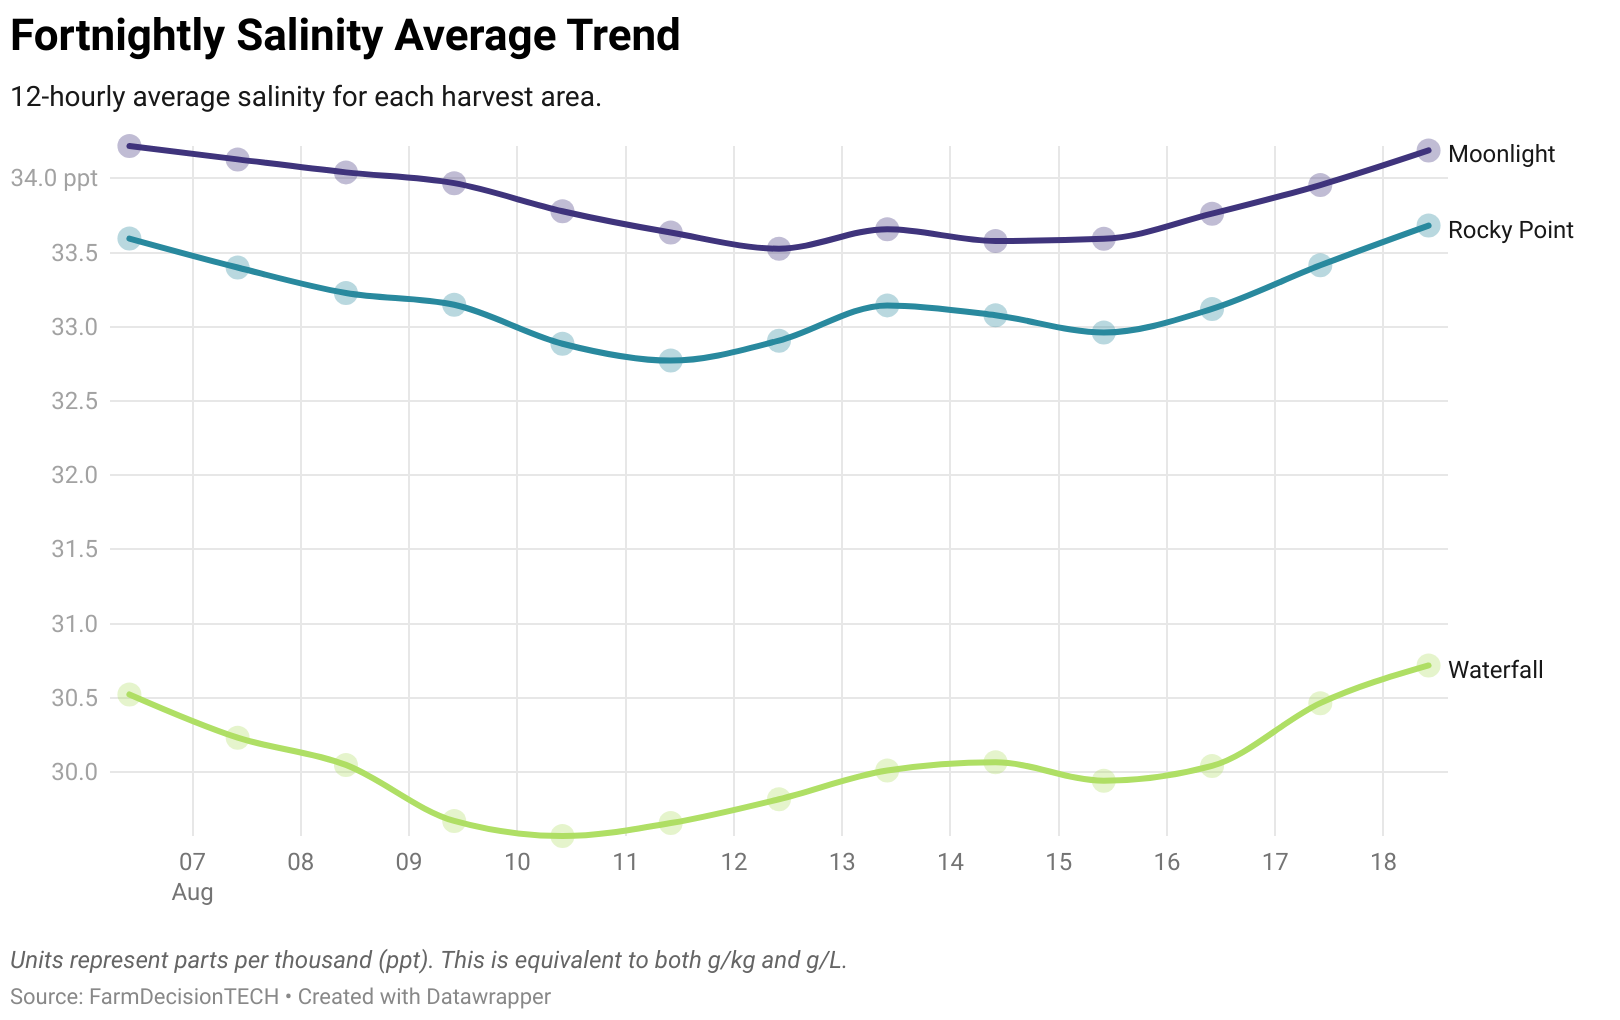 Fortnightly Salinity Average Trend
12-hourly average salinity for each harvest area.
Moonlight
34.0 ppt
Rocky Point
33.5
33.0
32.5
32.0
31.5
31.0
Waterfall
30.5
30.0
07 08 09 10 11 12 13 14 15 16 17 18
Aug
Units represent parts per thousand (ppt). This is equivalent to both g/kg and g/L.
Source: FarmDecisionTECH • Created with Datawrapper